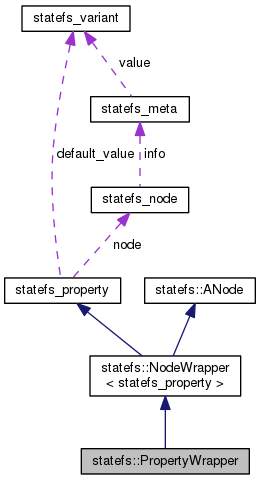 statefs_variant
value
statefs_meta
default_value
info
statefs_node
node
statefs_property
statefs::ANode
statefs::NodeWrapper
< statefs_property >
statefs::PropertyWrapper